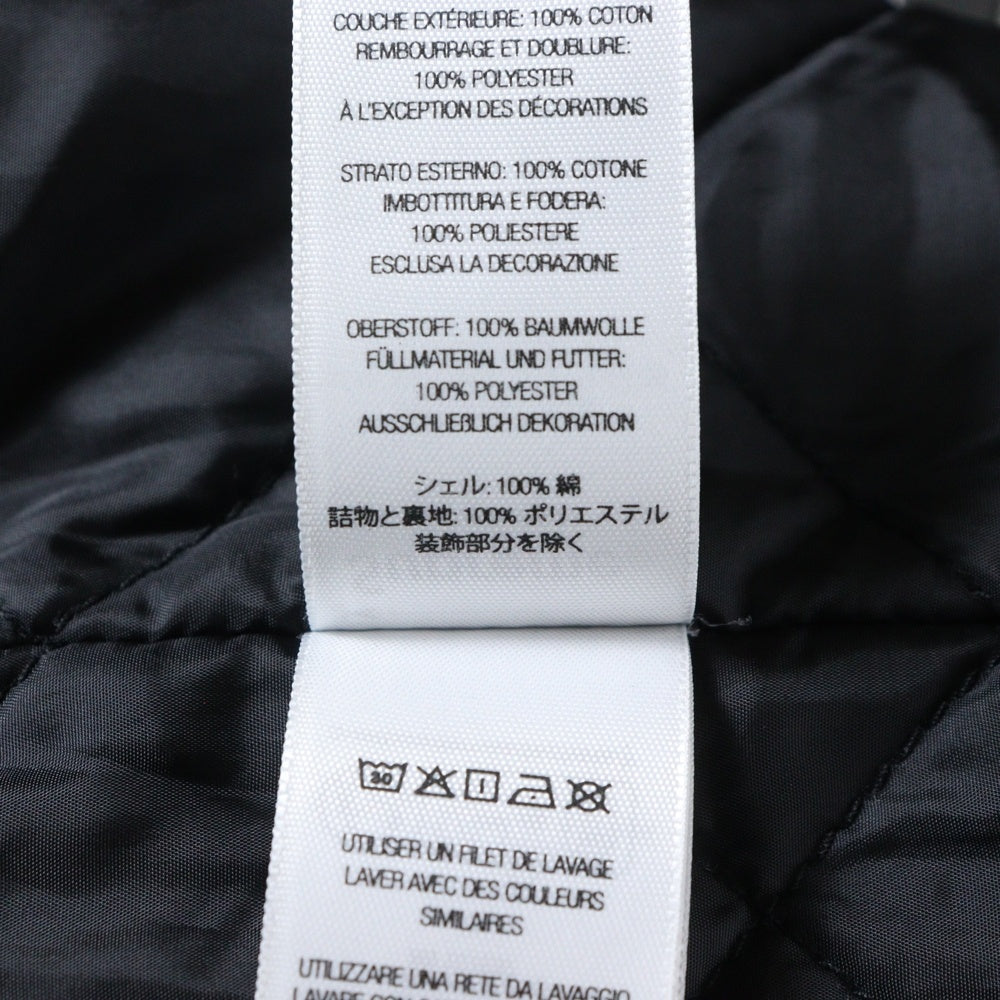 COUCHE EXTÉRIEURE: 100% COTON
REMBOURRAGE ET DOUBLURE:
100% POLYESTER
À L'EXCEPTION DES DÉCORATIONS
STRATO ESTERNO: 100% COTONE
IMBOTTITURA E FODERA:
100% POLIESTERE
ESCLUSA LA DECORAZIONE
OBERSTOFF: 100% BAUMWOLLE
FÜLLMATERIAL UND FUTTER:
100% POLYESTER
AUSSCHLIEßLICH DEKORATION
シェル: 100% 綿
詰物と裏地: 100% ポリエステル
装飾部分を除く
30
UTILISER UN FILET DE LAVAGE
LAVER AVEC DES COULEURS
SIMILAIRES
UTILIZZARE UNA RETE DA LAVAGGIO
LAVARE CON